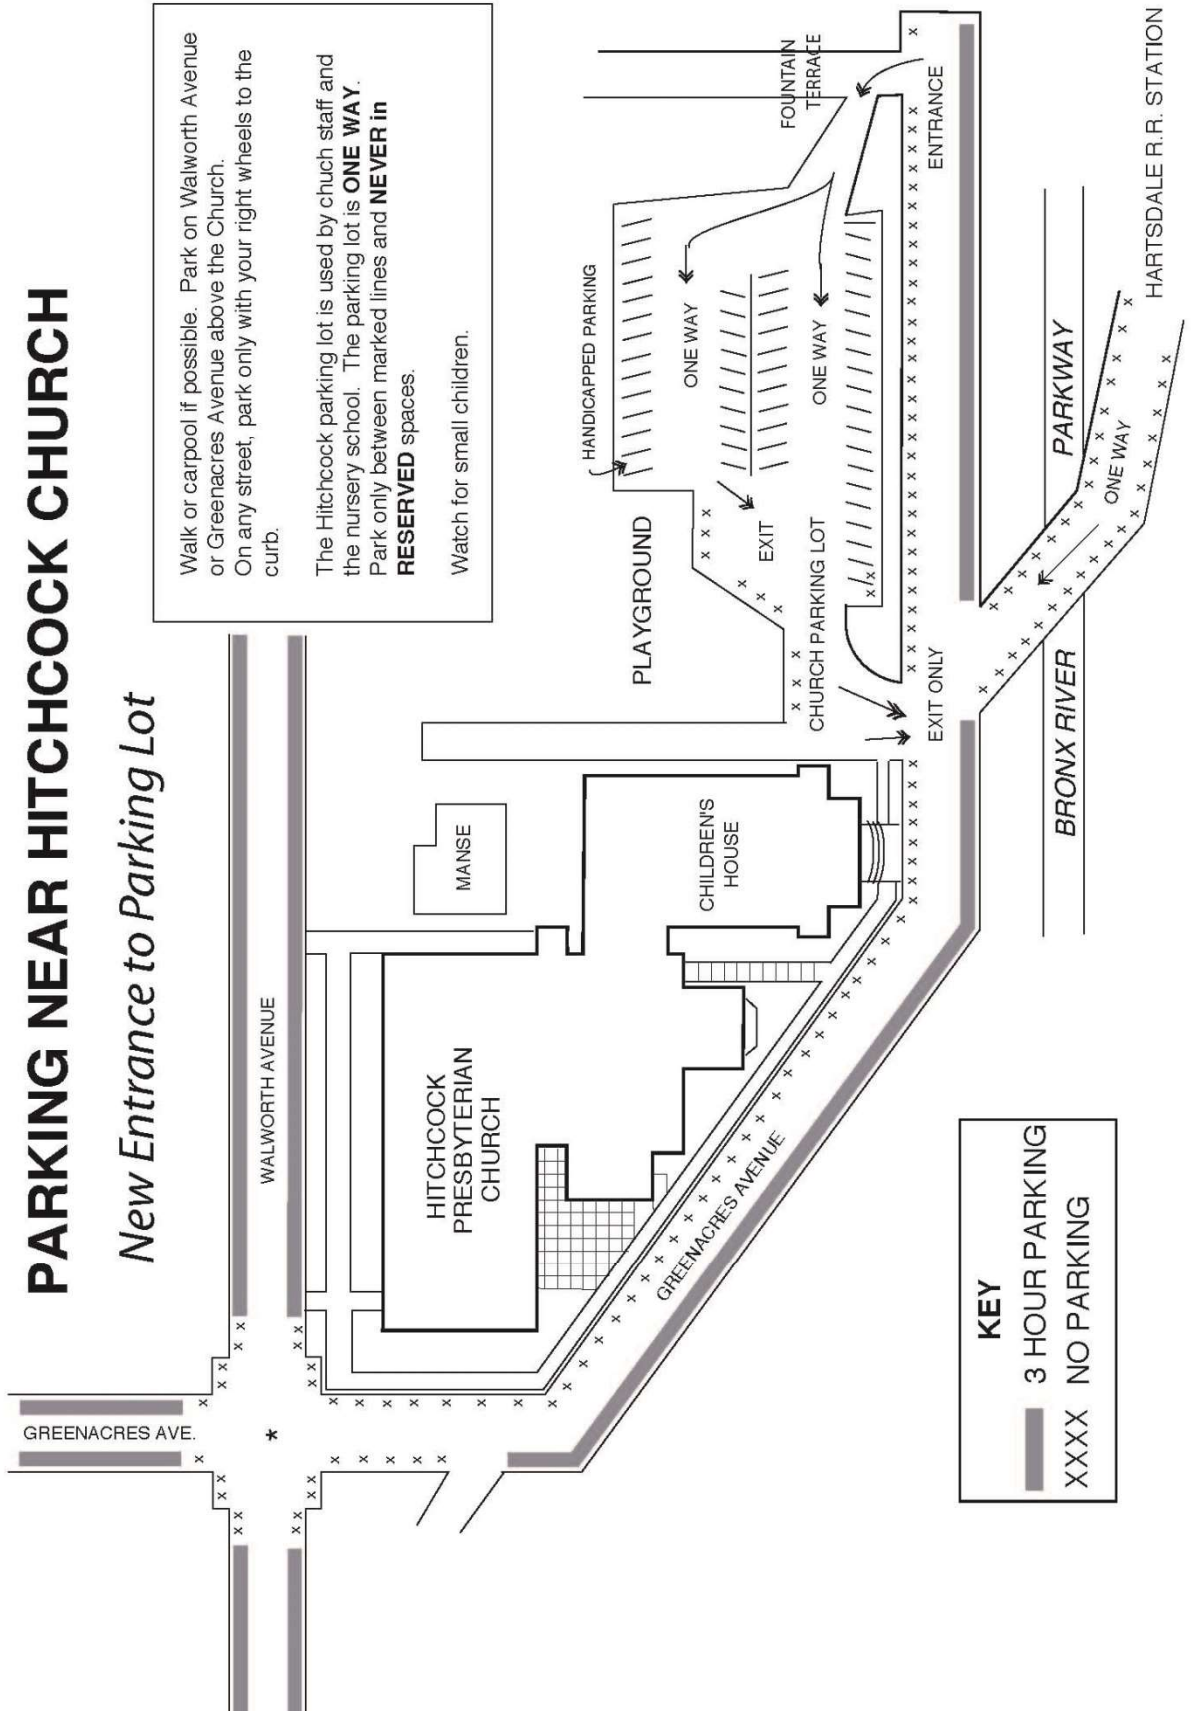 PARKING NEAR HITCHCOCK CHURCH
New Entrance to Parking Lot
Walk or carpool if possible. Park on Walworth Avenue
or Greenacres Avenue above the Church.
On any street, park only with your right wheels to the
curb.
The Hitchcock parking lot is used by chuch staff and
the nursery school. The parking lot is ONE WAY.
Park only between marked lines and NEVER in
RESERVED spaces.
Watch for small children.
GREENACRES AVE.
*
WALWORTH AVENUE
MANSE
HITCHCOCK
PRESBYTERIAN
CHURCH
CHILDREN'S
HOUSE
PLAYGROUND
HANDICAPPED PARKING
ONE WAY
ONE WAY
EXIT
CHURCH PARKING LOT
FOUNTAIN
TERRACE
ENTRANCE
EXIT ONLY
GREENACRES AVENUE
BRONX RIVER
PARKWAY
ONE WAY
HARTSDALE R.R. STATION
KEY
3 HOUR PARKING
XXXX NO PARKING